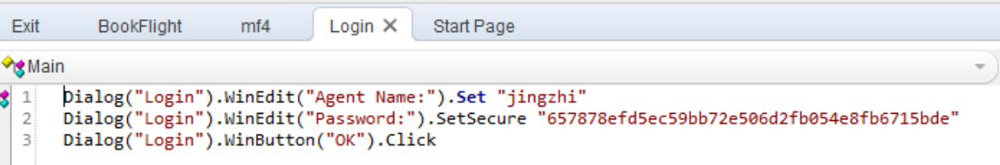 Exit BookFlight mf4 Login Start Page
Main
1 Dialog("Login").WinEdit("Agent Name:").Set "jingzhi"
2 Dialog("Login").WinEdit("Password:").SetSecure "657878efd5ec59bb72e506d2fb054e8fb6715bde"
3 Dialog("Login").WinButton("OK").Click